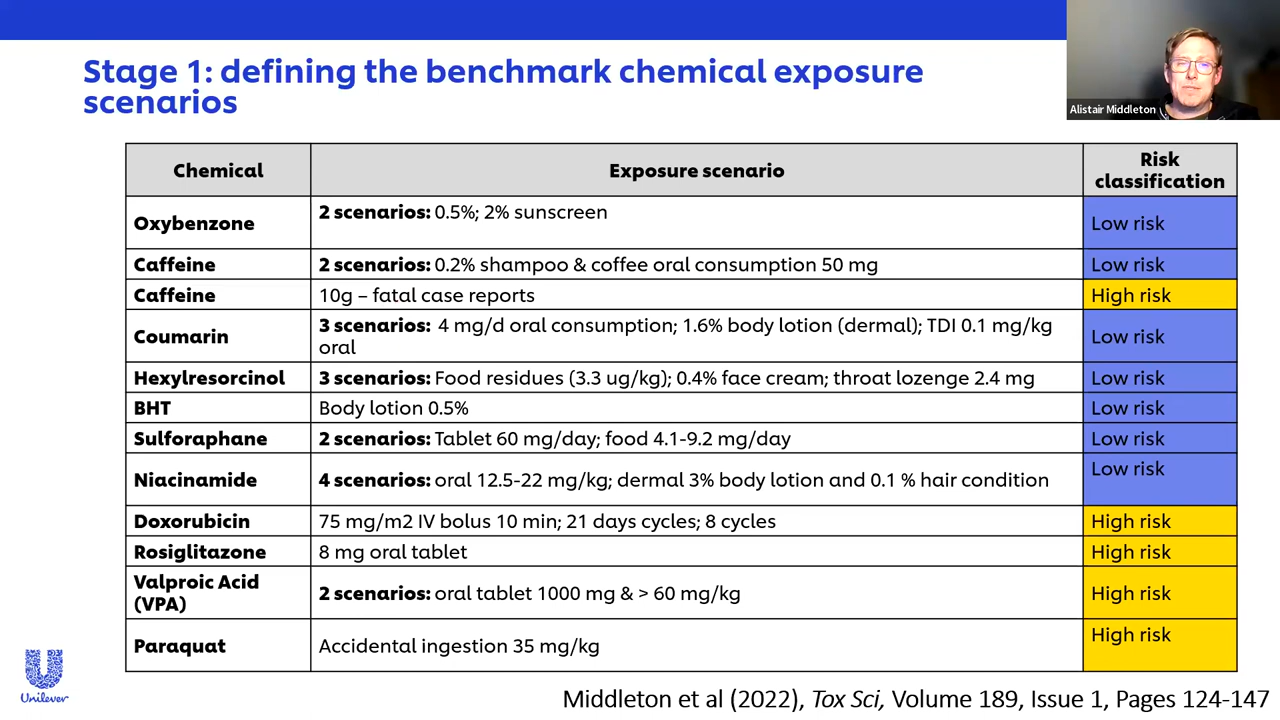 Stage 1: defining the benchmark chemical exposure
scenarios
Alistair Middleton
Chemical
Exposure scenario
Risk
classification
Oxybenzone
2 scenarios: 0.5%; 2% sunscreen
Low risk
Caffeine
2 scenarios: 0.2% shampoo & coffee oral consumption 50 mg
Low risk
Caffeine
10g – fatal case reports
High risk
Coumarin
3 scenarios: 4 mg/d oral consumption; 1.6% body lotion (dermal); TDI 0.1 mg/kg
oral
Low risk
Hexylresorcinol
3 scenarios: Food residues (3.3 ug/kg); 0.4% face cream; throat lozenge 2.4 mg
Low risk
BHT
Body lotion 0.5%
Low risk
Sulforaphane
2 scenarios: Tablet 60 mg/day; food 4.1-9.2 mg/day
Low risk
Niacinamide
4 scenarios: oral 12.5-22 mg/kg; dermal 3% body lotion and 0.1 % hair condition
Low risk
Doxorubicin
75 mg/m2 IV bolus 10 min; 21 days cycles; 8 cycles
High risk
Rosiglitazone
8 mg oral tablet
High risk
Valproic Acid
(VPA)
2 scenarios: oral tablet 1000 mg & > 60 mg/kg
High risk
Paraquat
Accidental ingestion 35 mg/kg
High risk
Unilever
Middleton et al (2022), Tox Sci, Volume 189, Issue 1, Pages 124-147